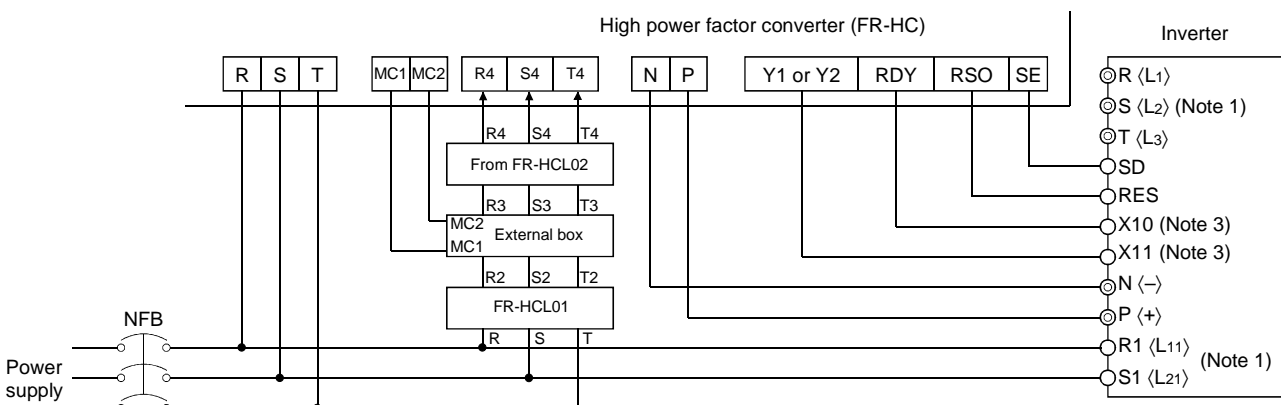 High power factor converter (FR-HC)
Inverter
R S T
MC1 MC2
R4 S4 T4
N P
Y1 or Y2 RDY RSO SE
R ⟨L1⟩
S ⟨L2⟩ (Note 1)
T ⟨L3⟩
SD
RES
X10 (Note 3)
X11 (Note 3)
N ⟨–⟩
P ⟨+⟩
R1 ⟨L11⟩
S1 ⟨L21⟩
(Note 1)
R4 S4 T4
From FR-HCL02
R3 S3 T3
MC2
MC1
External box
R2 S2 T2
FR-HCL01
R S T
NFB
Power
supply